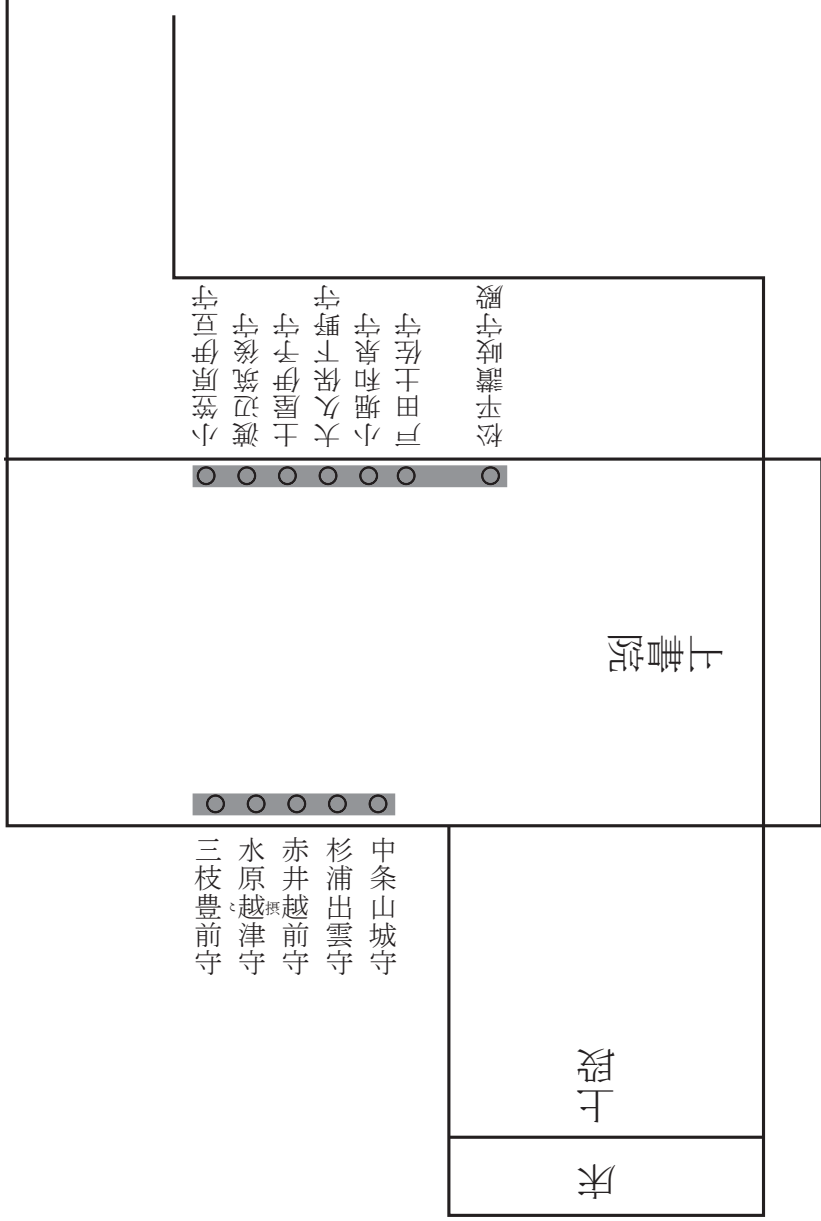 小笠原伊豆守
渡辺筑後守
土屋伊予守
大久保下野守
小堀和泉守
戸田土佐守
松平讃岐守殿
上書院
中条山城守
杉浦出雲守
赤井越前守
水原越津守
摂
三枝豊前守
上段
床